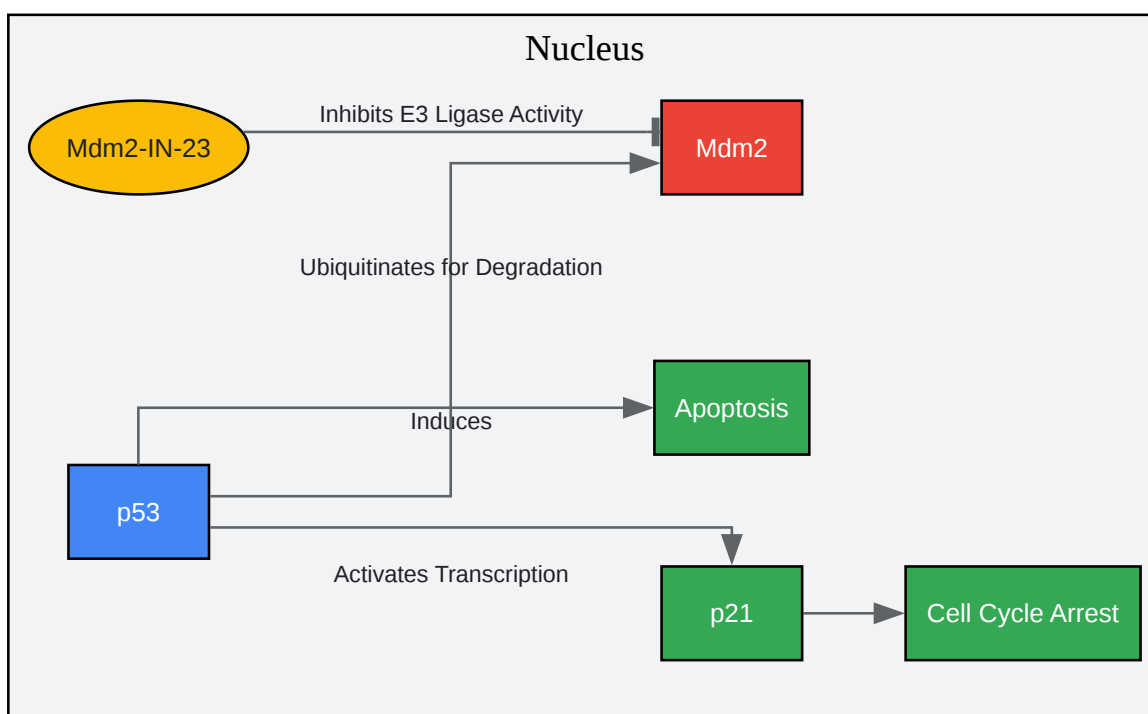 Nucleus
Inhibits E3 Ligase Activity
Mdm2-IN-23
Mdm2
Ubiquitinates for Degradation
Apoptosis
Induces
p53
Activates Transcription
p21
Cell Cycle Arrest